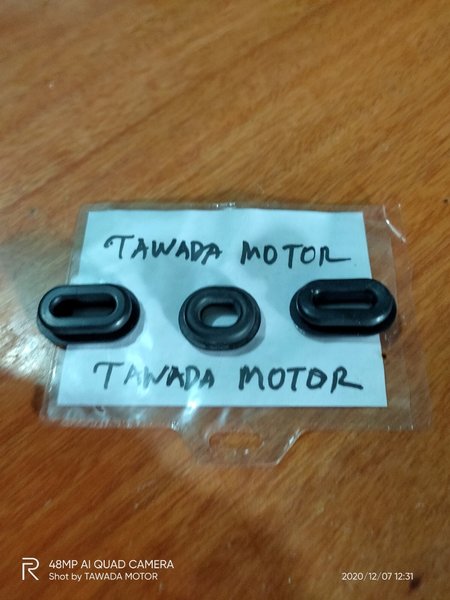 TAWADA MOTOR
TAWADA MOTOR
48MP AI QUAD CAMERA
Shot by TAWADA MOTOR
2020/12/07 12:31